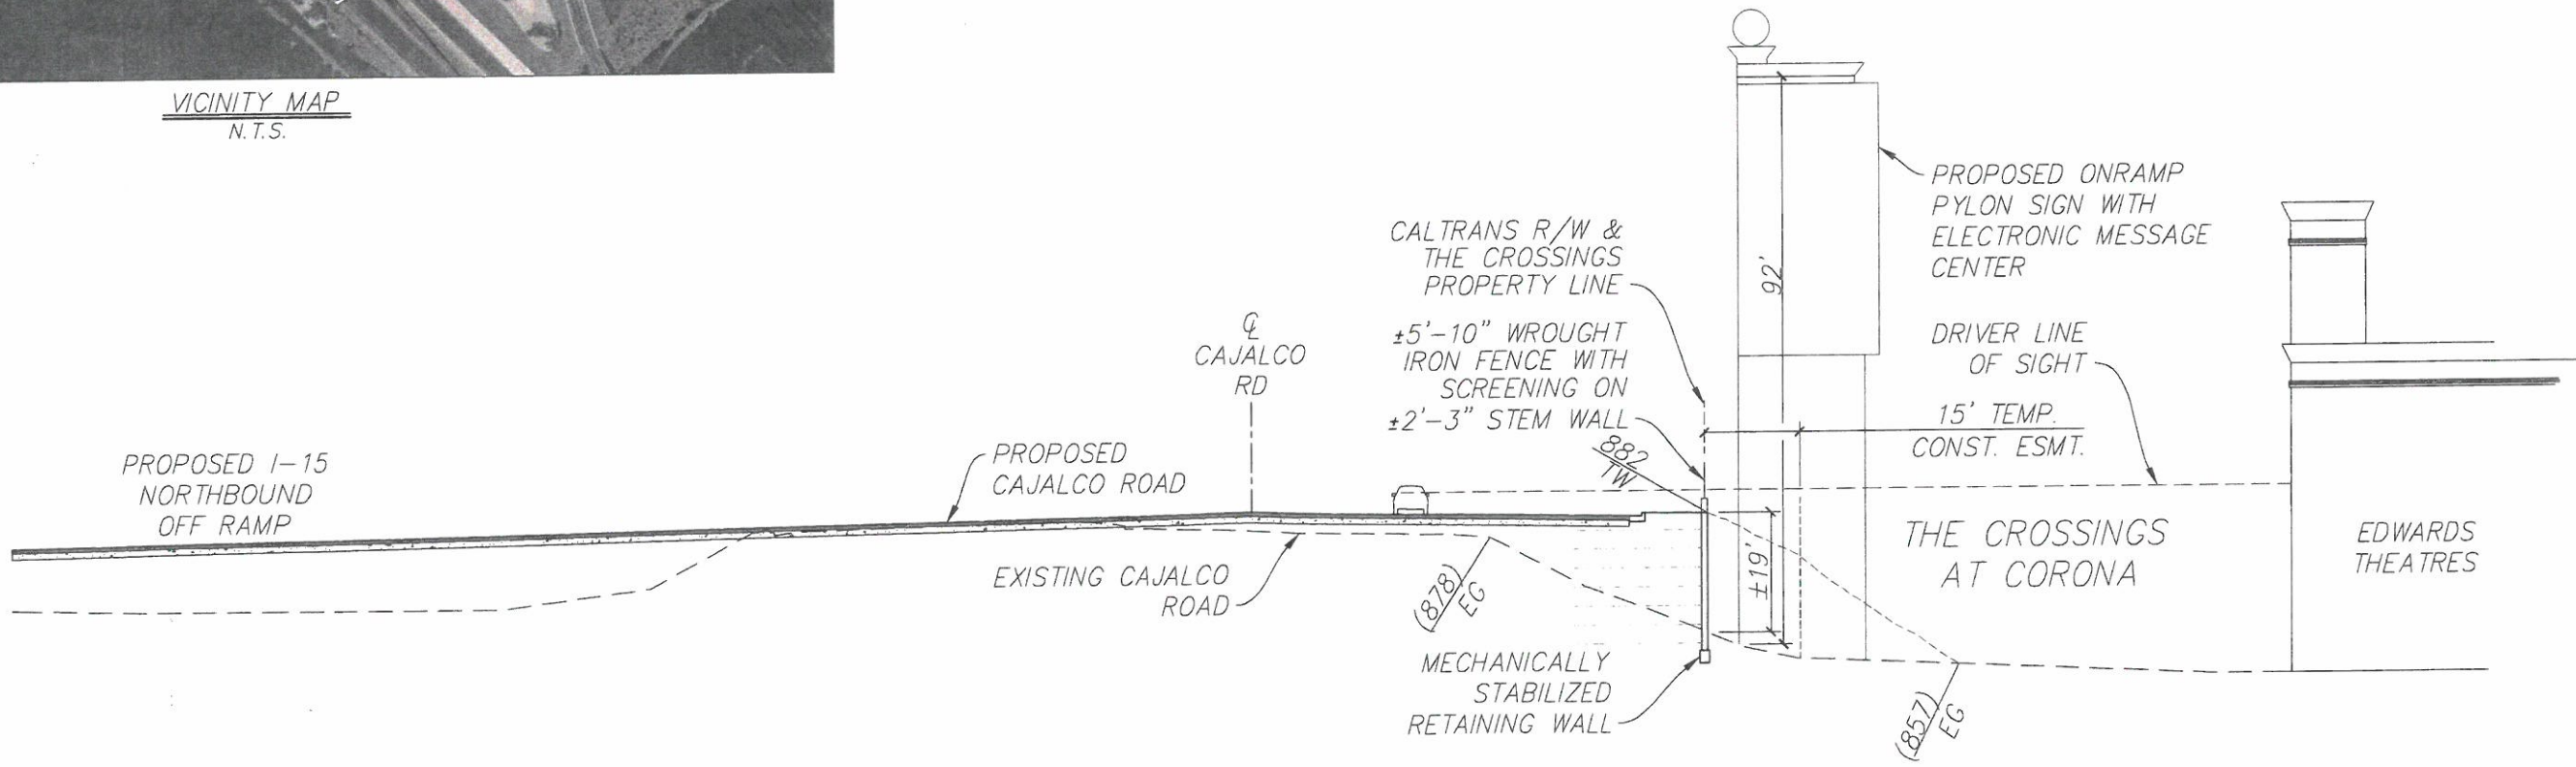 VICINITY MAP
N.T.S.
PROPOSED I-15
NORTHBOUND
OFF RAMP
PROPOSED
CAJALCO ROAD
℄
CAJALCO
RD
EXISTING CAJALCO
ROAD
CALTRANS R/W &
THE CROSSINGS
PROPERTY LINE
±5'-10" WROUGHT
IRON FENCE WITH
SCREENING ON
±2'-3" STEM WALL
882
TW
(878)
EG
MECHANICALLY
STABILIZED
RETAINING WALL
±19'
92'
PROPOSED ONRAMP
PYLON SIGN WITH
ELECTRONIC MESSAGE
CENTER
DRIVER LINE
OF SIGHT
15' TEMP.
CONST. ESMT.
THE CROSSINGS
AT CORONA
(857)
EG
EDWARDS
THEATRES